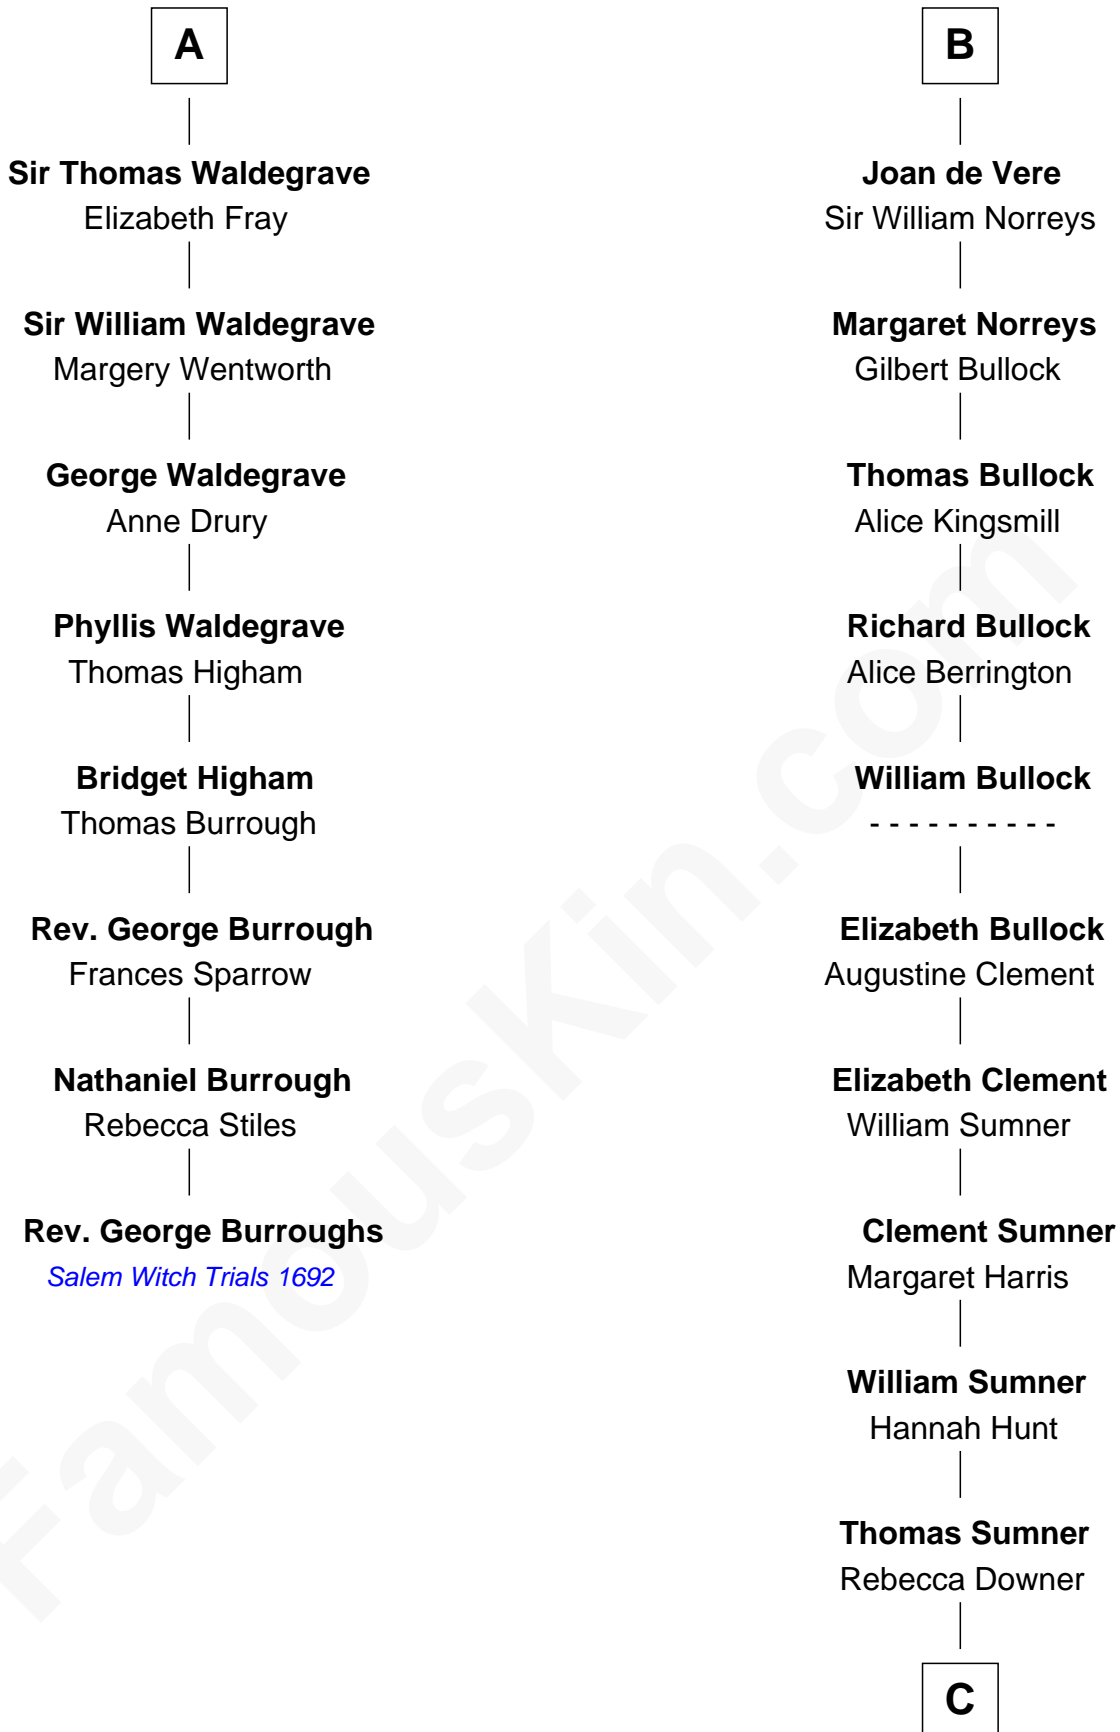 A
Sir Thomas Waldegrave
Elizabeth Fray
Sir William Waldegrave
Margery Wentworth
George Waldegrave
Anne Drury
Phyllis Waldegrave
Thomas Higham
Bridget Higham
Thomas Burrough
Rev. George Burrough
Frances Sparrow
Nathaniel Burrough
Rebecca Stiles
Rev. George Burroughs
Salem Witch Trials 1692
B
Joan de Vere
Sir William Norreys
Margaret Norreys
Gilbert Bullock
Thomas Bullock
Alice Kingsmill
Richard Bullock
Alice Berrington
William Bullock
- - - - - - - - - -
Elizabeth Bullock
Augustine Clement
Elizabeth Clement
William Sumner
Clement Sumner
Margaret Harris
William Sumner
Hannah Hunt
Thomas Sumner
Rebecca Downer
C
FamousKin.com